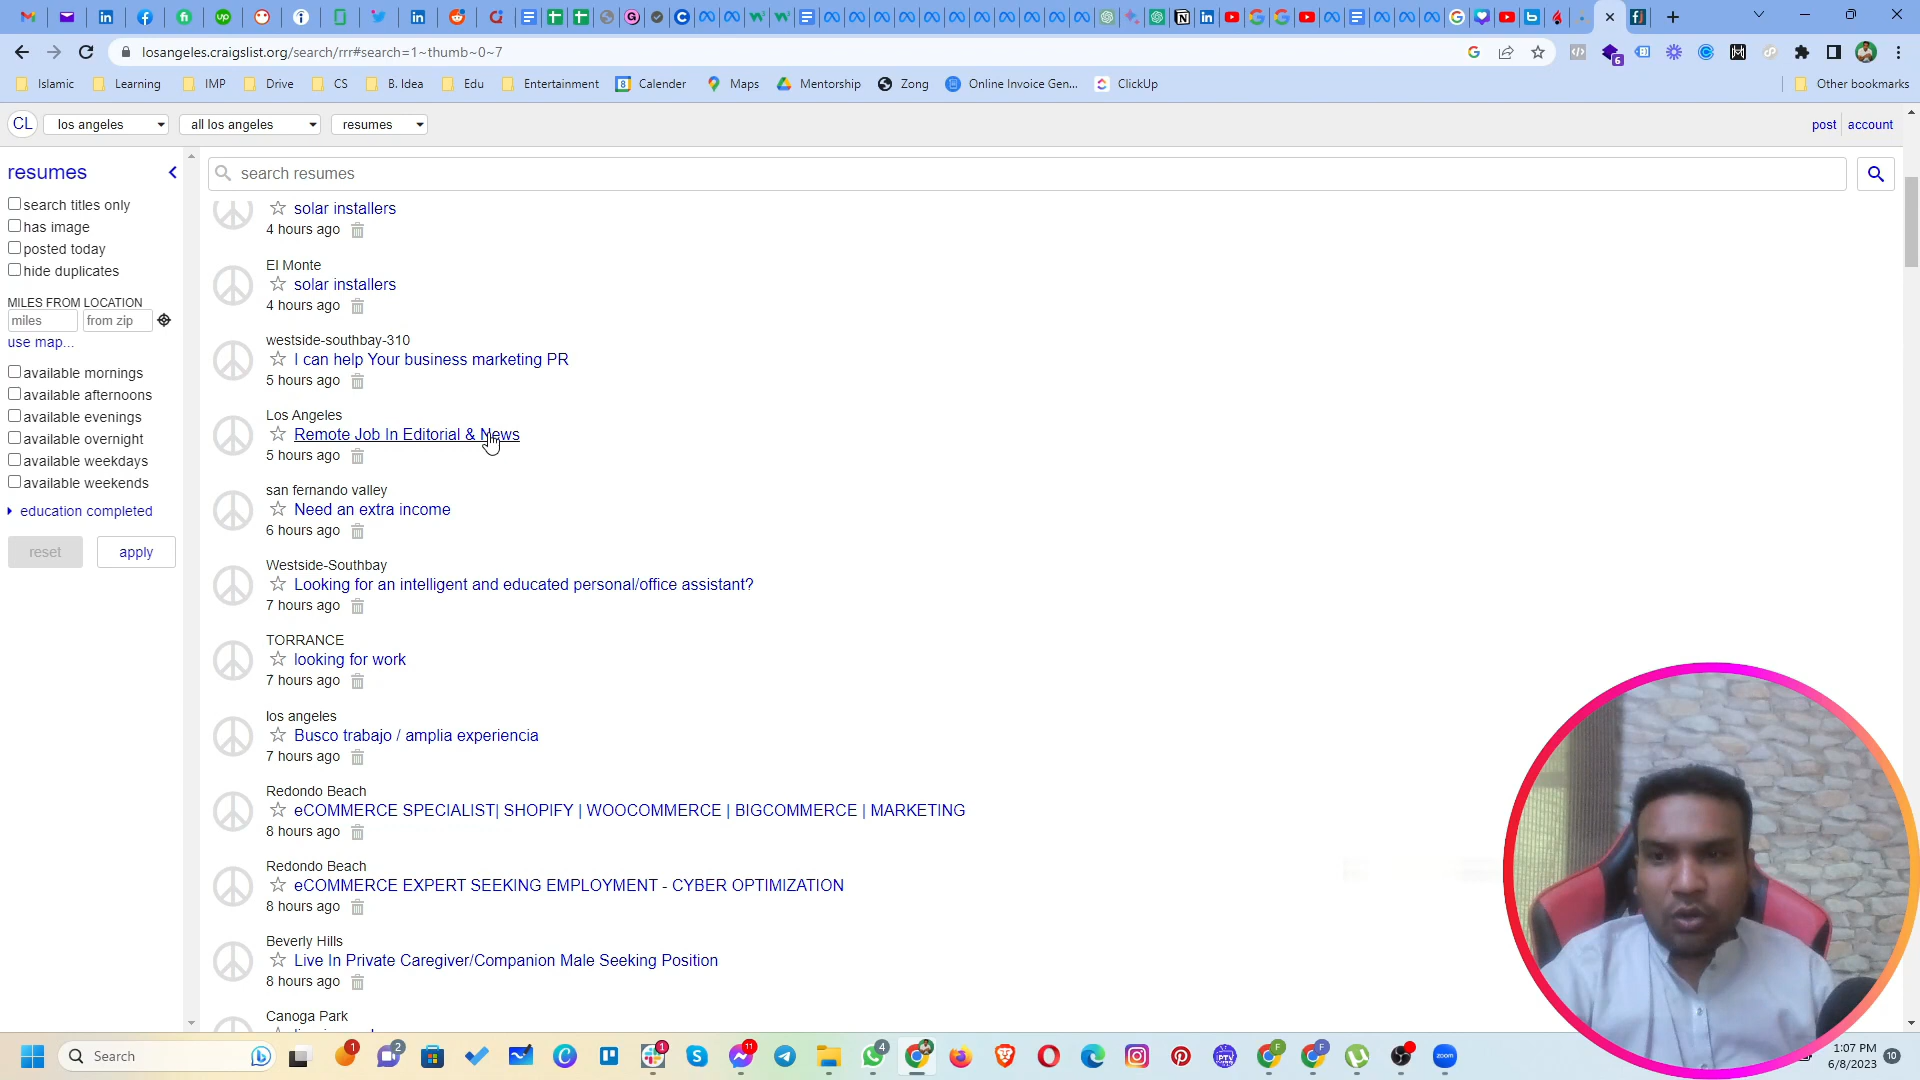 losangeles.craigslist.org/search/rrr#search=1~thumb~0~7
6
Islamic
Learning
IMP
Drive
CS
B. Idea
Edu
Entertainment
8
Calender
Maps
Mentorship
Zong
Online Invoice Gen...
ClickUp
Other bookmarks
CL
los angeles
all los angeles
resumes
post
account
resumes
search titles only
has image
posted today
hide duplicates
MILES FROM LOCATION
miles
from zip
use map...
available mornings
available afternoons
available evenings
available overnight
available weekdays
available weekends
education completed
reset
apply
search resumes
solar installers
4 hours ago
El Monte
solar installers
4 hours ago
westside-southbay-310
I can help Your business marketing PR
5 hours ago
Los Angeles
Remote Job In Editorial & News
5 hours ago
san fernando valley
Need an extra income
6 hours ago
Westside-Southbay
Looking for an intelligent and educated personal/office assistant?
7 hours ago
TORRANCE
looking for work
7 hours ago
los angeles
Busco trabajo / amplia experiencia
7 hours ago
Redondo Beach
eCOMMERCE SPECIALIST| SHOPIFY | WOOCOMMERCE | BIGCOMMERCE | MARKETING
8 hours ago
Redondo Beach
eCOMMERCE EXPERT SEEKING EMPLOYMENT - CYBER OPTIMIZATION
8 hours ago
Beverly Hills
Live In Private Caregiver/Companion Male Seeking Position
8 hours ago
Canoga Park
Search
1
2
1
11
4
F
F
zoom
1:07 PM
6/8/2023
10